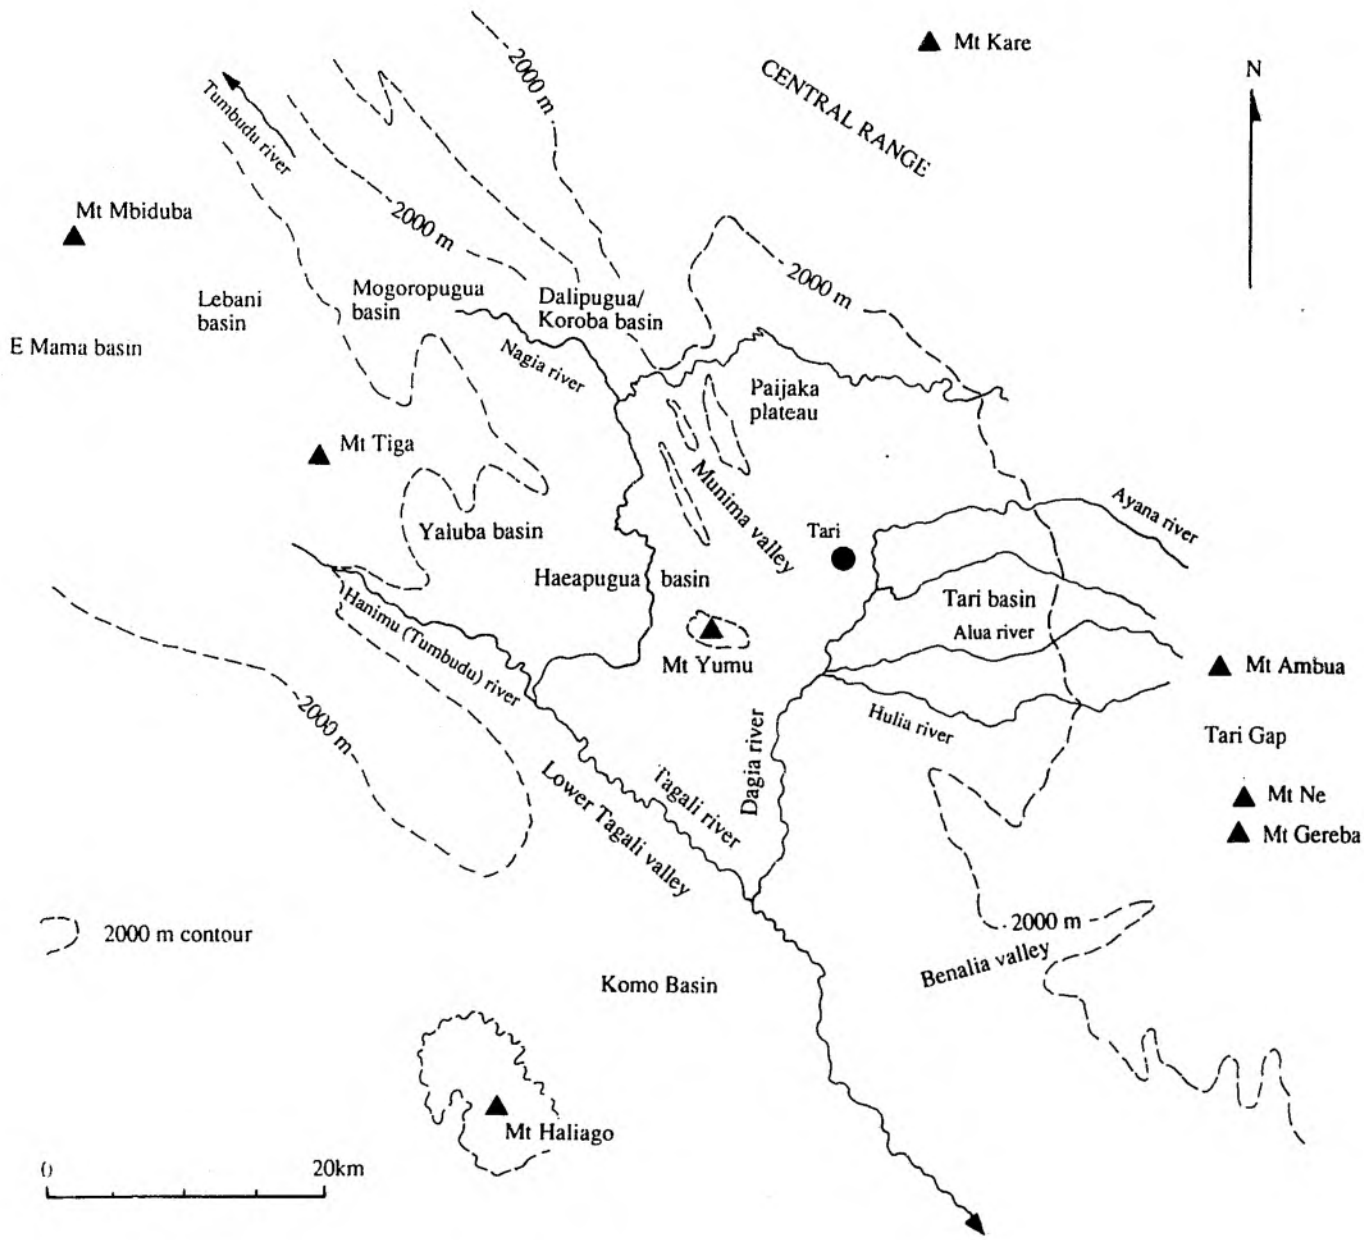 Mt Kare
CENTRAL RANGE
N
2000 m
Tumbudu river
Mt Mbiduba
2000 m
2000 m
Lebani
basin
Mogoropugua
basin
Dalipugua/
Koroba basin
E Mama basin
Nagia river
Paijaka
plateau
Mt Tiga
Munima valley
Ayana river
Tari
Yaluba basin
Haeapugua basin
Tari basin
Hanimu (Tumbudu) river
Alua river
Mt Yumu
Mt Ambua
2000 m
Hulia river
Tari Gap
Dagia river
Tagali river
Lower Tagali valley
Mt Ne
Mt Gereba
2000 m
2000 m contour
Benalia valley
Komo Basin
Mt Haliago
0
20km